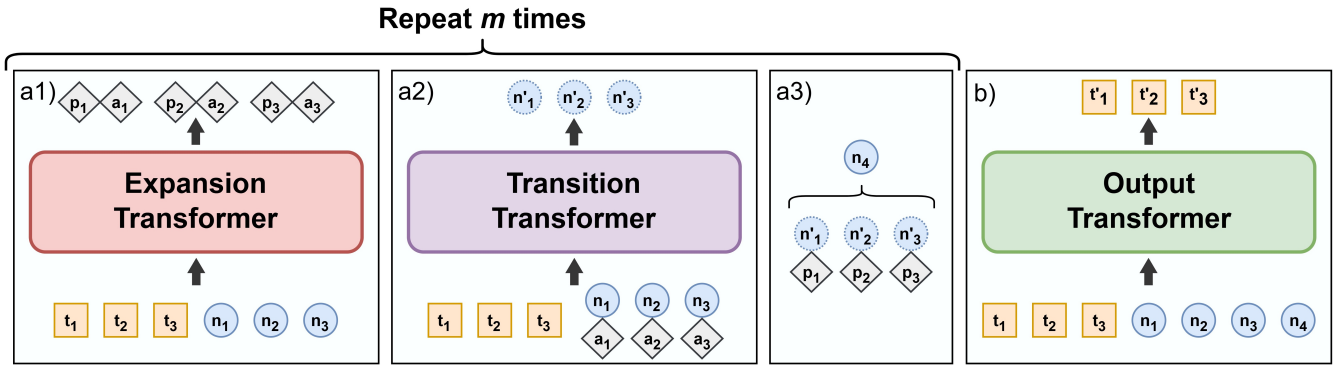 Repeat m times
a1)
p1 a1 p2 a2 p3 a3
Expansion
Transformer
t1 t2 t3 n1 n2 n3
a2)
n'1 n'2 n'3
Transition
Transformer
t1 t2 t3 n1 n2 n3
a1 a2 a3
a3)
n4
n'1 n'2 n'3
p1 p2 p3
b)
t'1 t'2 t'3
Output
Transformer
t1 t2 t3 n1 n2 n3 n4